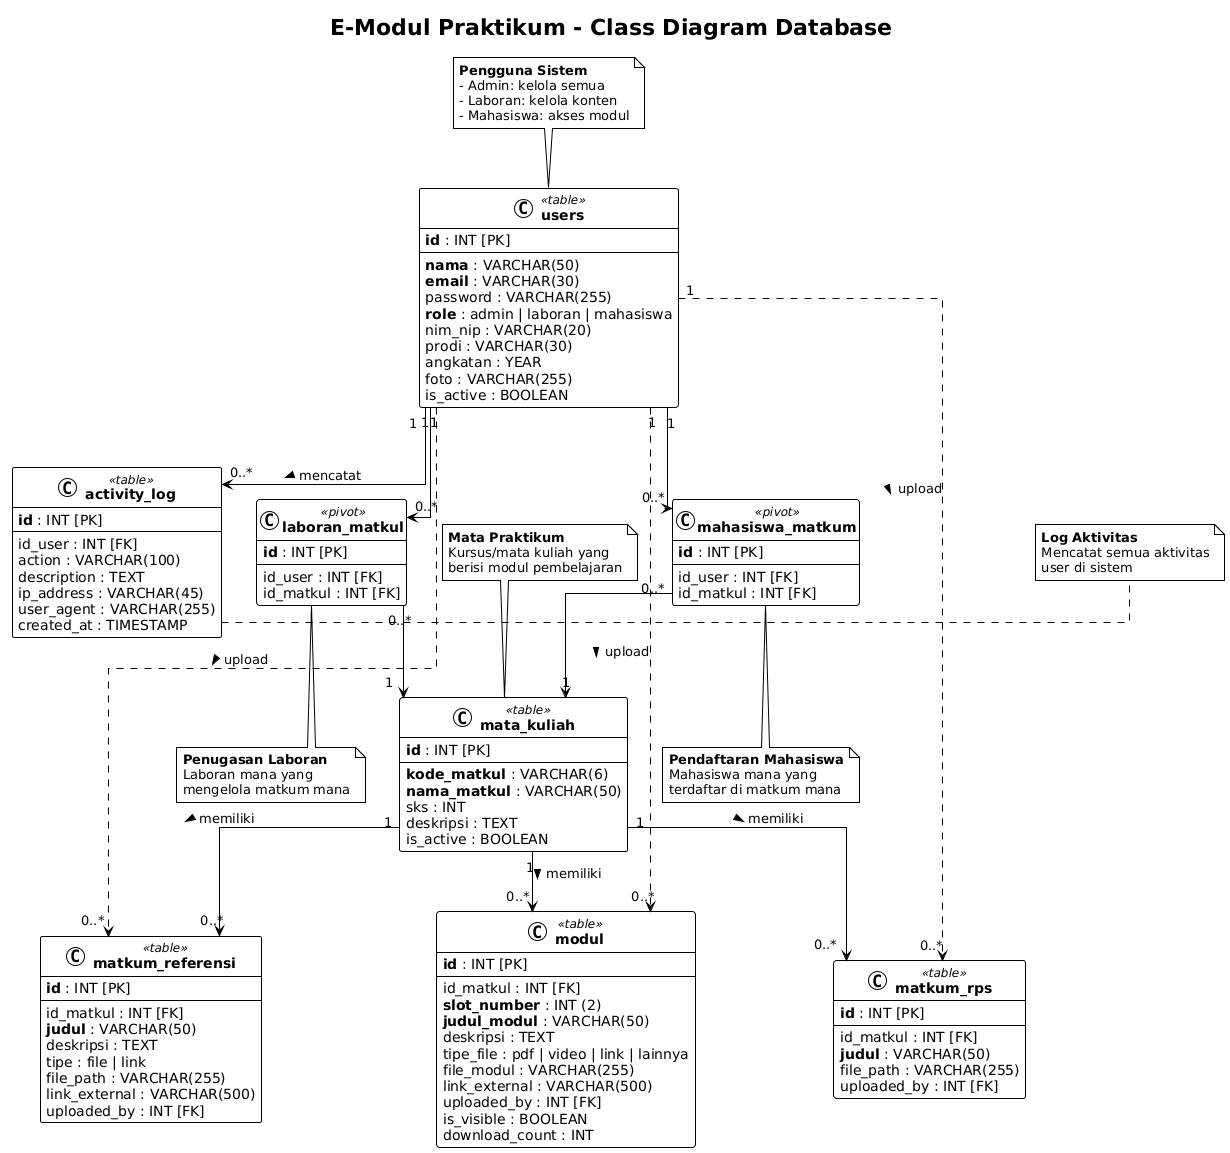 E-Modul Praktikum - Class Diagram Database
Pengguna Sistem
- Admin: kelola semua
- Laboran: kelola konten
- Mahasiswa: akses modul
C
«table»
users
id : INT [PK]
nama : VARCHAR(50)
email : VARCHAR(30)
password : VARCHAR(255)
role : admin | laboran | mahasiswa
nim_nip : VARCHAR(20)
prodi : VARCHAR(30)
angkatan : YEAR
foto : VARCHAR(255)
is_active : BOOLEAN
1
1
1
1
1
1
0..*
mencatat
0..*
0..*
upload
C
«table»
activity_log
id : INT [PK]
id_user : INT [FK]
action : VARCHAR(100)
description : TEXT
ip_address : VARCHAR(45)
user_agent : VARCHAR(255)
created_at : TIMESTAMP
C
«pivot»
laboran_matkul
id : INT [PK]
id_user : INT [FK]
id_matkul : INT [FK]
Mata Praktikum
Kursus/mata kuliah yang
berisi modul pembelajaran
C
«pivot»
mahasiswa_matkum
id : INT [PK]
id_user : INT [FK]
id_matkul : INT [FK]
Log Aktivitas
Mencatat semua aktivitas
user di sistem
0..*
0..*
upload
upload
1
1
C
«table»
mata_kuliah
id : INT [PK]
kode_matkul : VARCHAR(6)
nama_matkul : VARCHAR(50)
sks : INT
deskripsi : TEXT
is_active : BOOLEAN
Penugasan Laboran
Laboran mana yang
mengelola matkum mana
Pendaftaran Mahasiswa
Mahasiswa mana yang
terdaftar di matkum mana
memiliki
1
1
memiliki
1
memiliki
0..*
0..*
0..*
0..*
0..*
0..*
C
«table»
matkum_referensi
id : INT [PK]
id_matkul : INT [FK]
judul : VARCHAR(50)
deskripsi : TEXT
tipe : file | link
file_path : VARCHAR(255)
link_external : VARCHAR(500)
uploaded_by : INT [FK]
C
«table»
modul
id : INT [PK]
id_matkul : INT [FK]
slot_number : INT (2)
judul_modul : VARCHAR(50)
deskripsi : TEXT
tipe_file : pdf | video | link | lainnya
file_modul : VARCHAR(255)
link_external : VARCHAR(500)
uploaded_by : INT [FK]
is_visible : BOOLEAN
download_count : INT
C
«table»
matkum_rps
id : INT [PK]
id_matkul : INT [FK]
judul : VARCHAR(50)
file_path : VARCHAR(255)
uploaded_by : INT [FK]